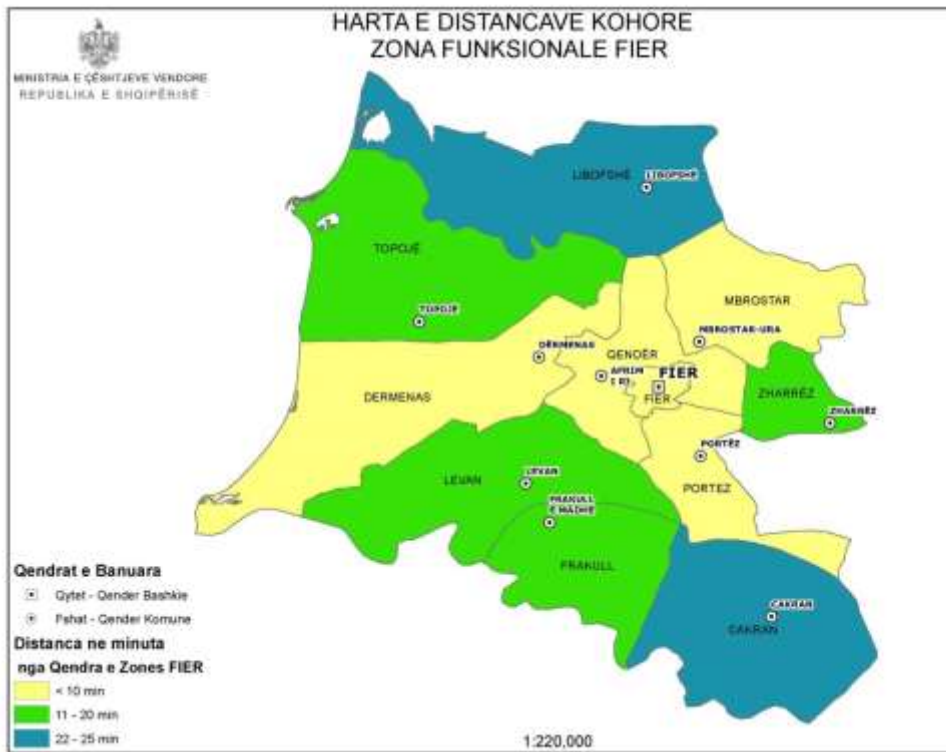 HARTA E DISTANCAVE KOHORE
ZONA FUNKSIONALE FIER
MINISTRIA E ÇËSHTJEVE VENDORE
REPUBLIKA E SHQIPËRISË
LIBOFSHË
LIBOFSHË
TOPOJË
TOPOJË
MBROSTAR
MBROSTAR-URA
DËRMENAS
QENDËR
AFRIM
I RI
FIER
FIER
DERMENAS
ZHARRËZ
ZHARRËZ
PORTËZ
PORTEZ
LEVAN
LEVAN
FRAKULL
E MADHE
FRAKULL
CAKRAN
CAKRAN
Qendrat e Banuara
Qytet - Qender Bashkie
Fshat - Qender Komune
Distanca ne minuta
nga Qendra e Zones FIER
< 10 min
11 - 20 min
22 - 25 min
1:220,000